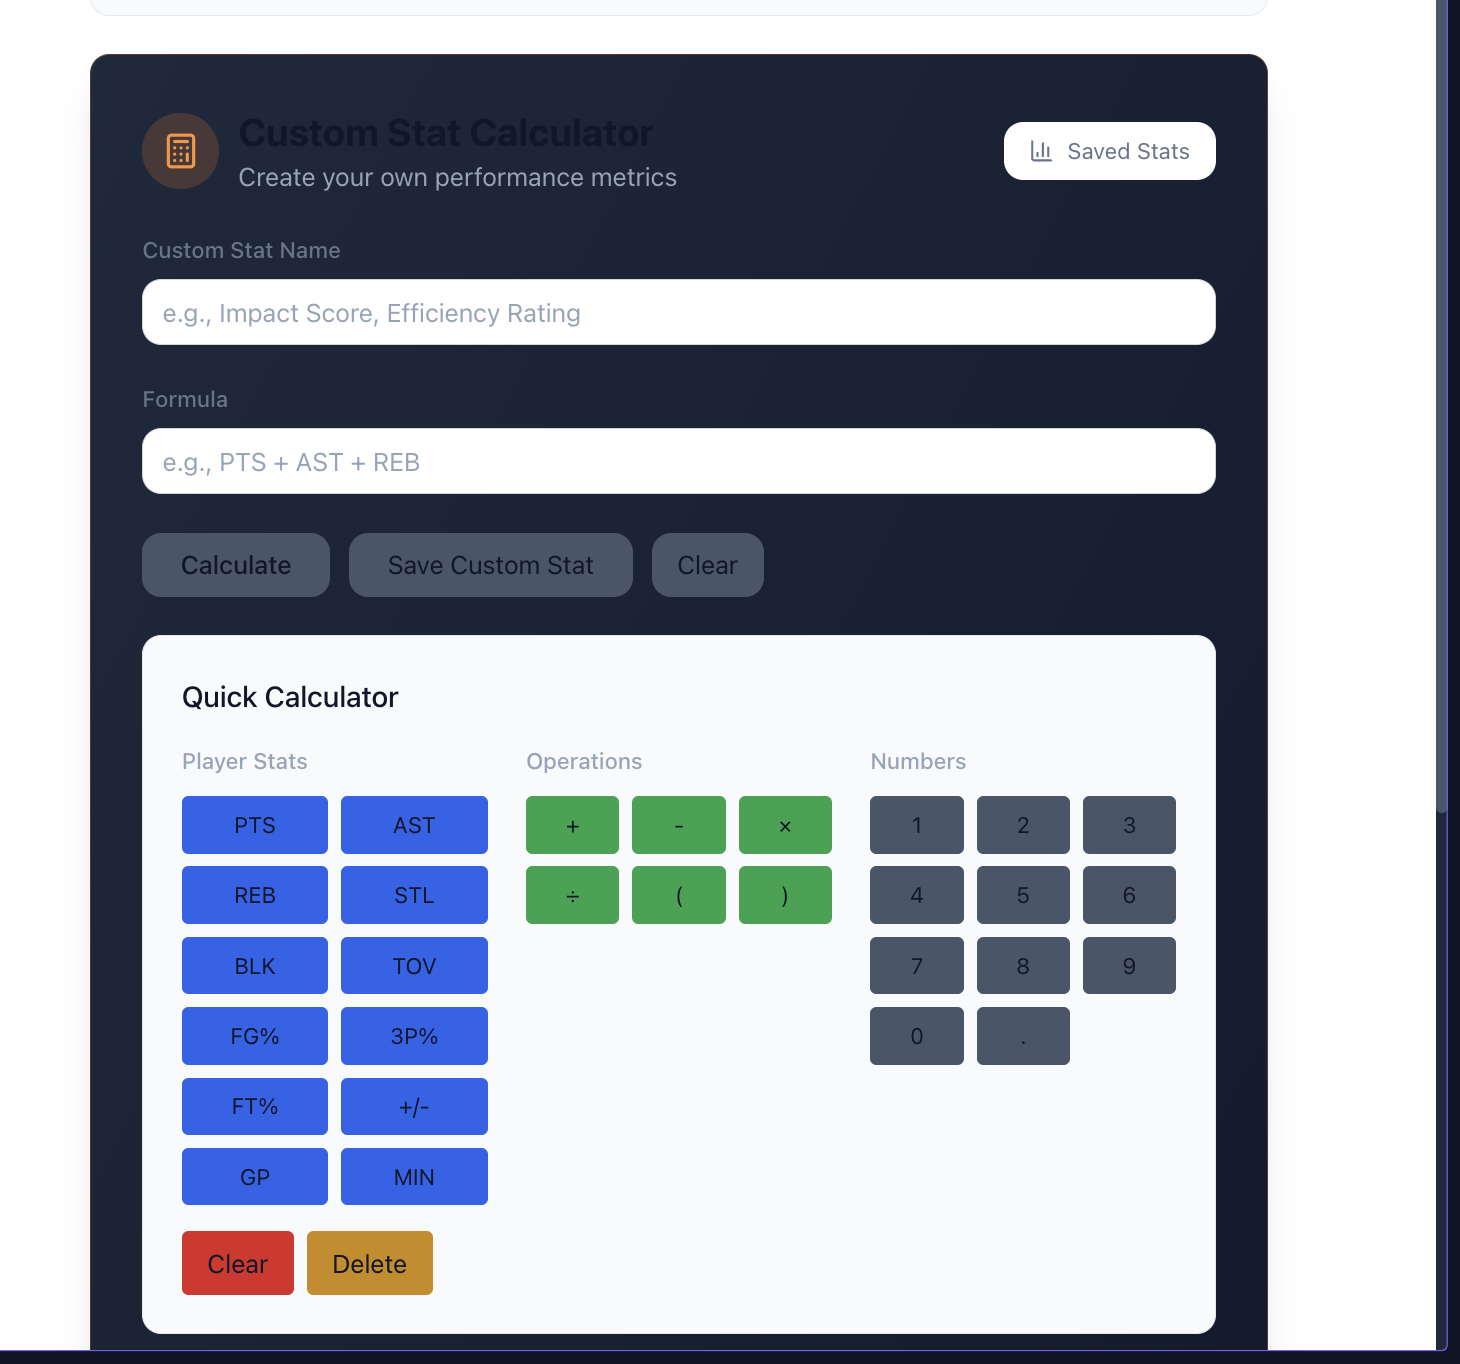 Custom Stat Calculator
Create your own performance metrics
Saved Stats
Custom Stat Name
e.g., Impact Score, Efficiency Rating
Formula
e.g., PTS + AST + REB
Calculate
Save Custom Stat
Clear
Quick Calculator
Player Stats
Operations
Numbers
PTS AST
REB STL
BLK TOV
FG% 3P%
FT% +/-
GP MIN
+ - ×
÷ ( )
1 2 3
4 5 6
7 8 9
0 .
Clear Delete